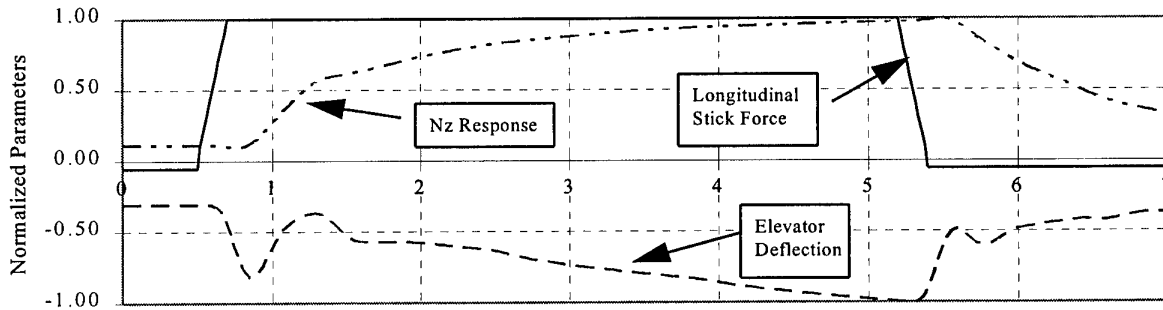 Normalized Parameters
1.00
0.50
0.00
-0.50
-1.00
0
1
2
3
4
5
6
7
Nz Response
Longitudinal
Stick Force
Elevator
Deflection